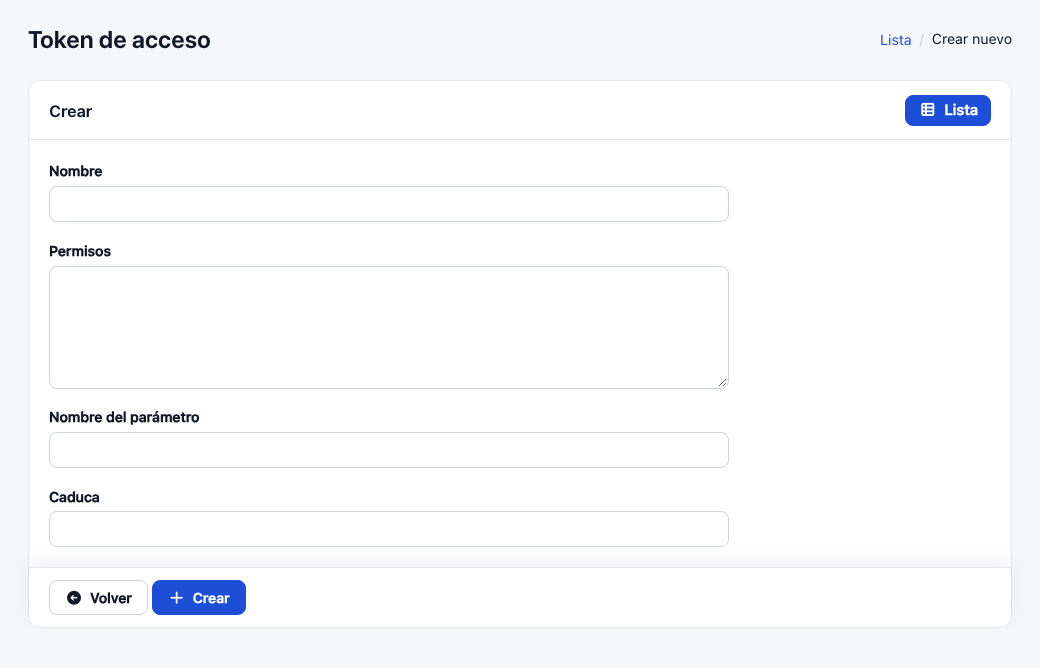 Token de acceso
Lista / Crear nuevo
Crear
Lista
Nombre
Permisos
Nombre del parámetro
Caduca
Volver
Crear